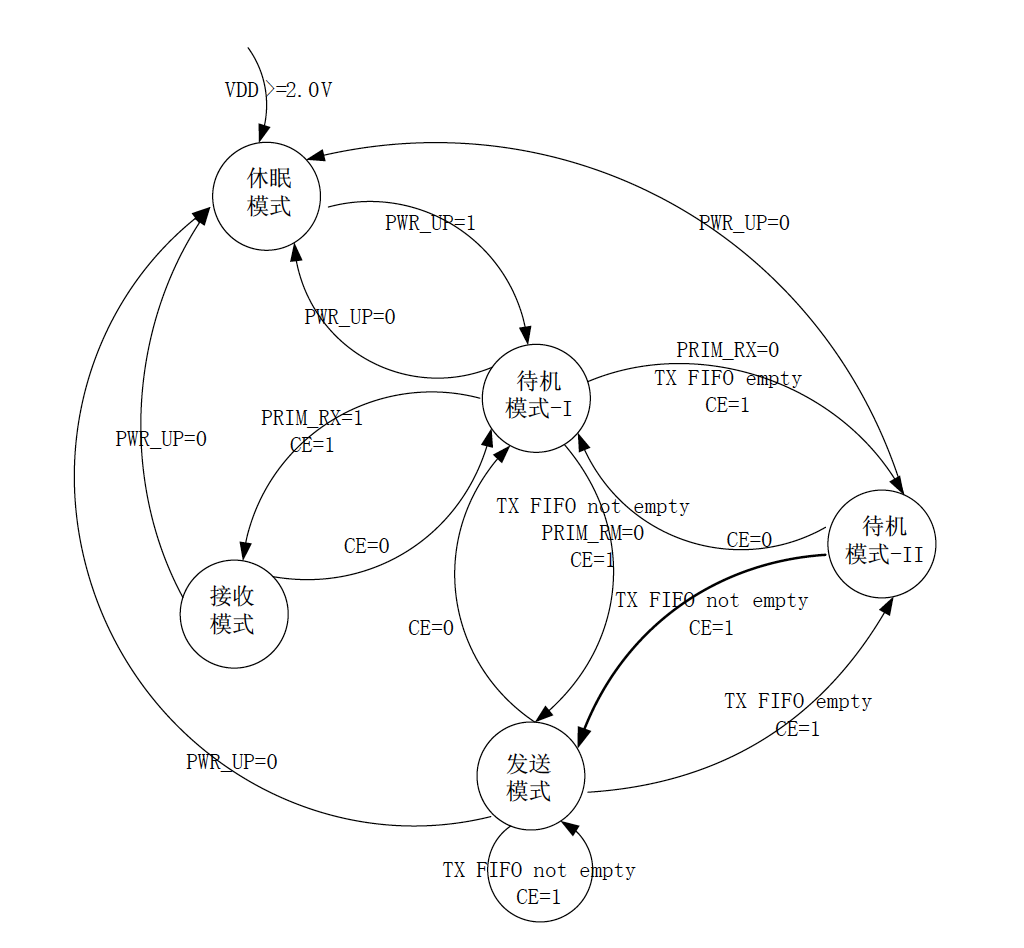 VDD >=2.0V
休眠
模式
PWR_UP=1
PWR_UP=0
PWR_UP=0
PRIM_RX=0
TX FIFO empty
CE=1
待机
模式-I
PRIM_RX=1
CE=1
PWR_UP=0
TX FIFO not empty
PRIM_RM=0
CE=1
CE=0
CE=0
待机
模式-II
接收
模式
TX FIFO not empty
CE=1
CE=0
TX FIFO empty
CE=1
PWR_UP=0
发送
模式
TX FIFO not empty
CE=1